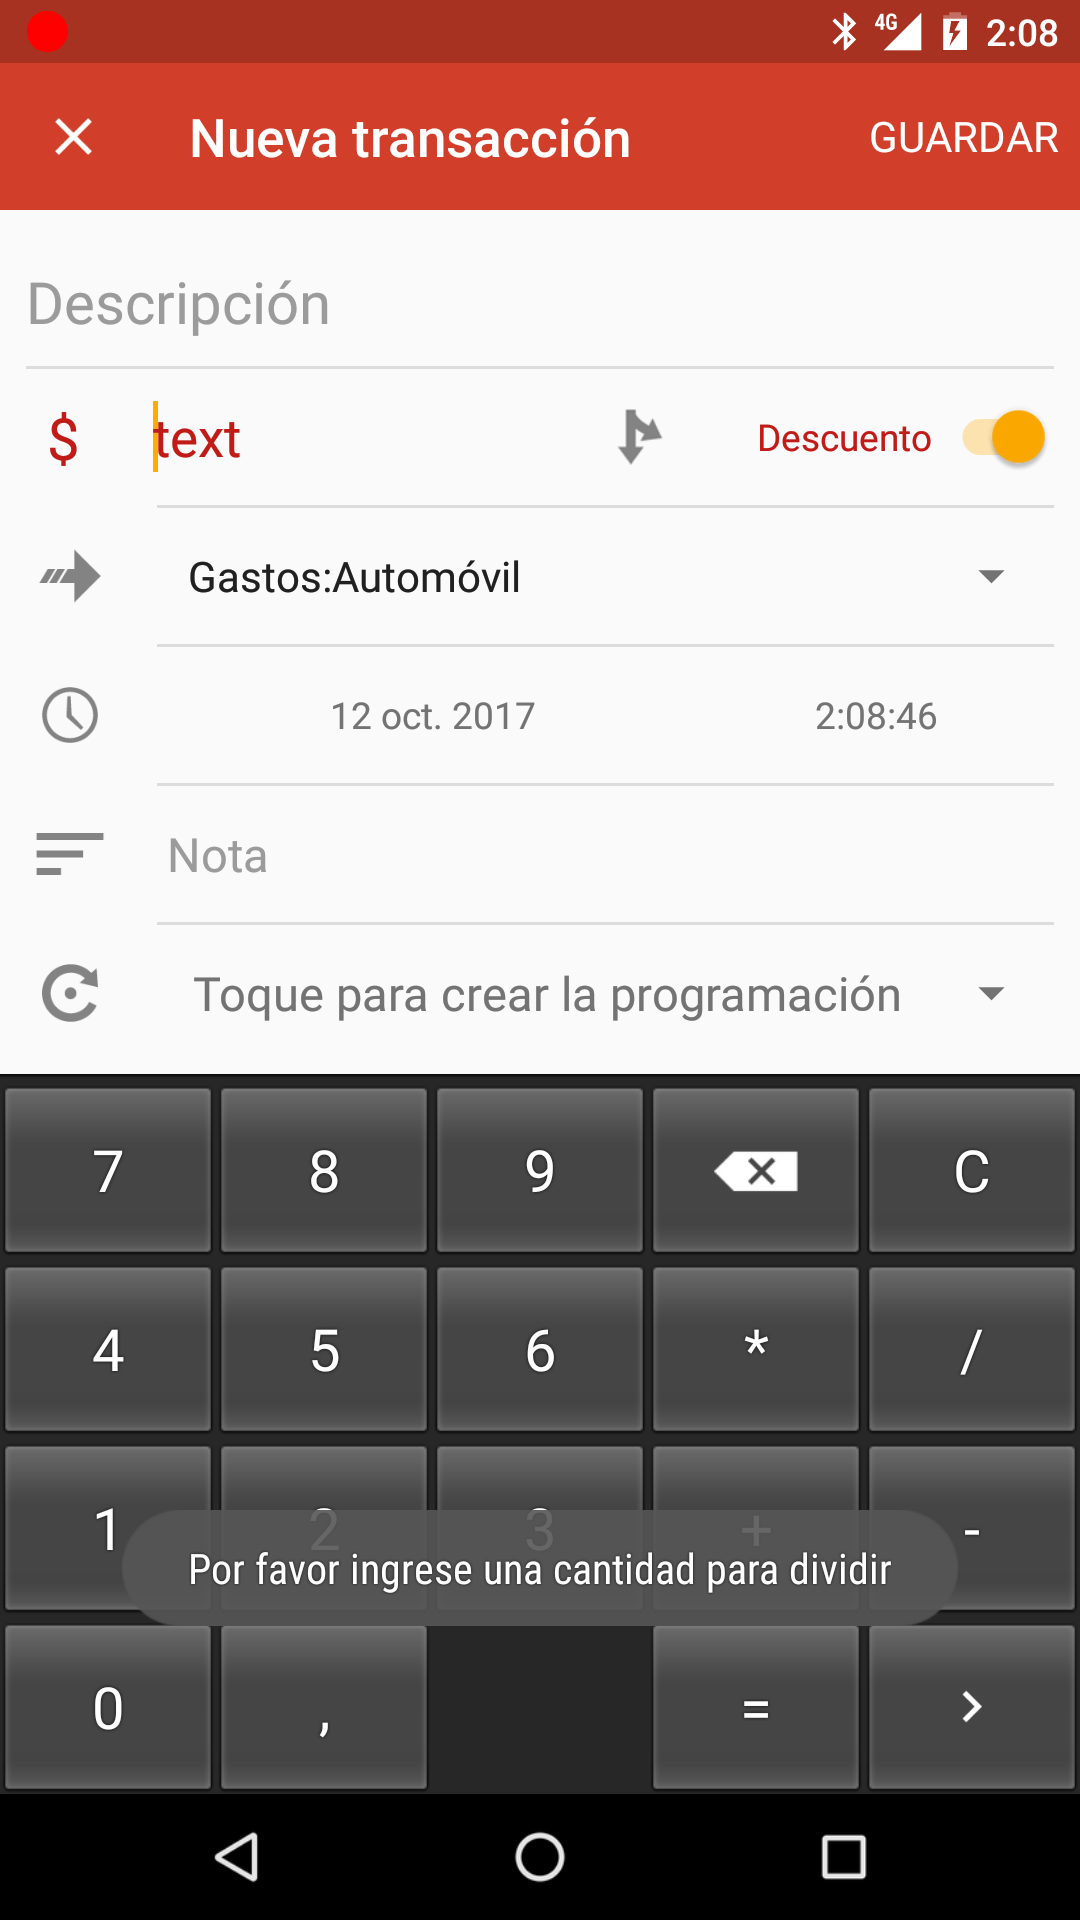 4G 2:08
Nueva transacción GUARDAR
Descripción
$ text Descuento
Gastos:Automóvil
12 oct. 2017 2:08:46
Nota
Toque para crear la programación
7 8 9 C
4 5 6 * /
1 2 3 + -
Por favor ingrese una cantidad para dividir
0 , = >